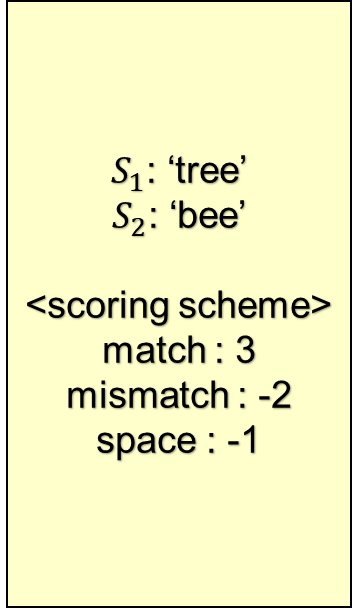 S₁: ‘tree’
S₂: ‘bee’
<scoring scheme>
match : 3
mismatch : -2
space : -1